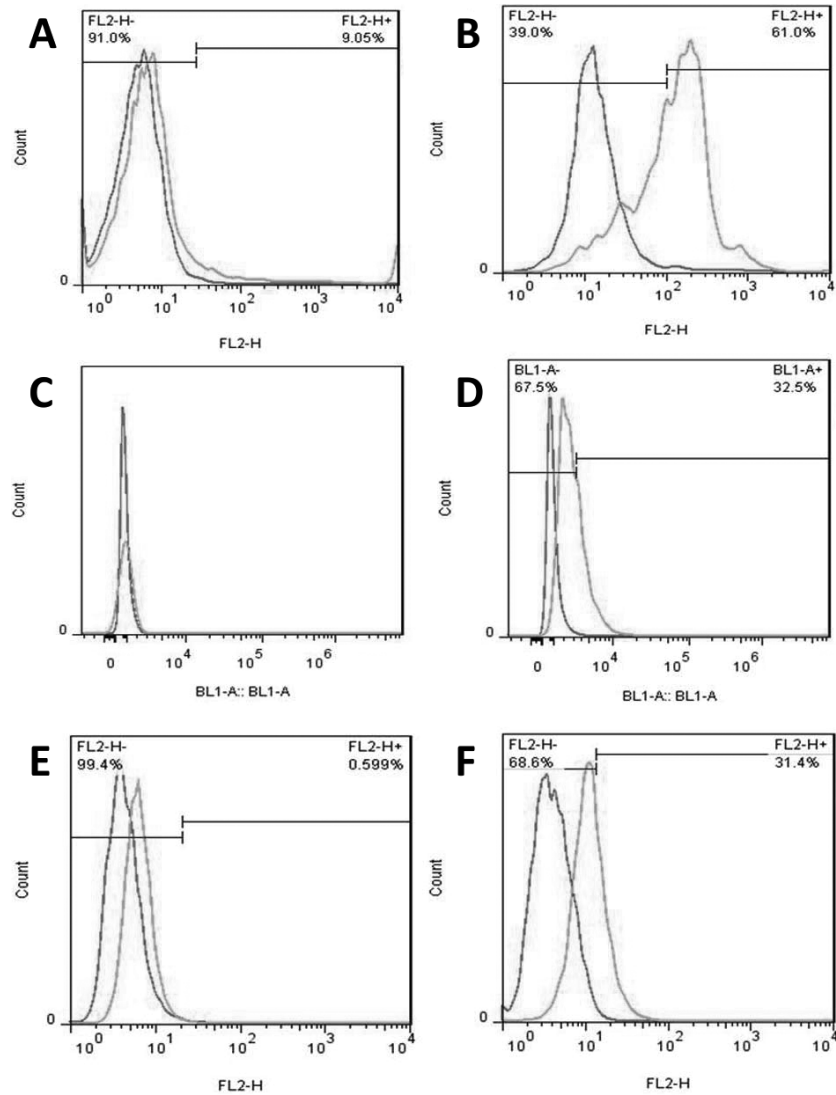 A
FL2-H-
91.0%
FL2-H+
9.05%
Count
0
10^0 10^1 10^2 10^3 10^4
FL2-H
B
FL2-H-
39.0%
FL2-H+
61.0%
Count
0
10^0 10^1 10^2 10^3 10^4
FL2-H
C
Count
0
0 10^4 10^5 10^6
BL1-A:: BL1-A
D
BL1-A-
67.5%
BL1-A+
32.5%
Count
0
0 10^4 10^5 10^6
BL1-A:: BL1-A
E
FL2-H-
99.4%
FL2-H+
0.599%
Count
0
10^0 10^1 10^2 10^3 10^4
FL2-H
F
FL2-H-
68.6%
FL2-H+
31.4%
Count
0
10^0 10^1 10^2 10^3 10^4
FL2-H